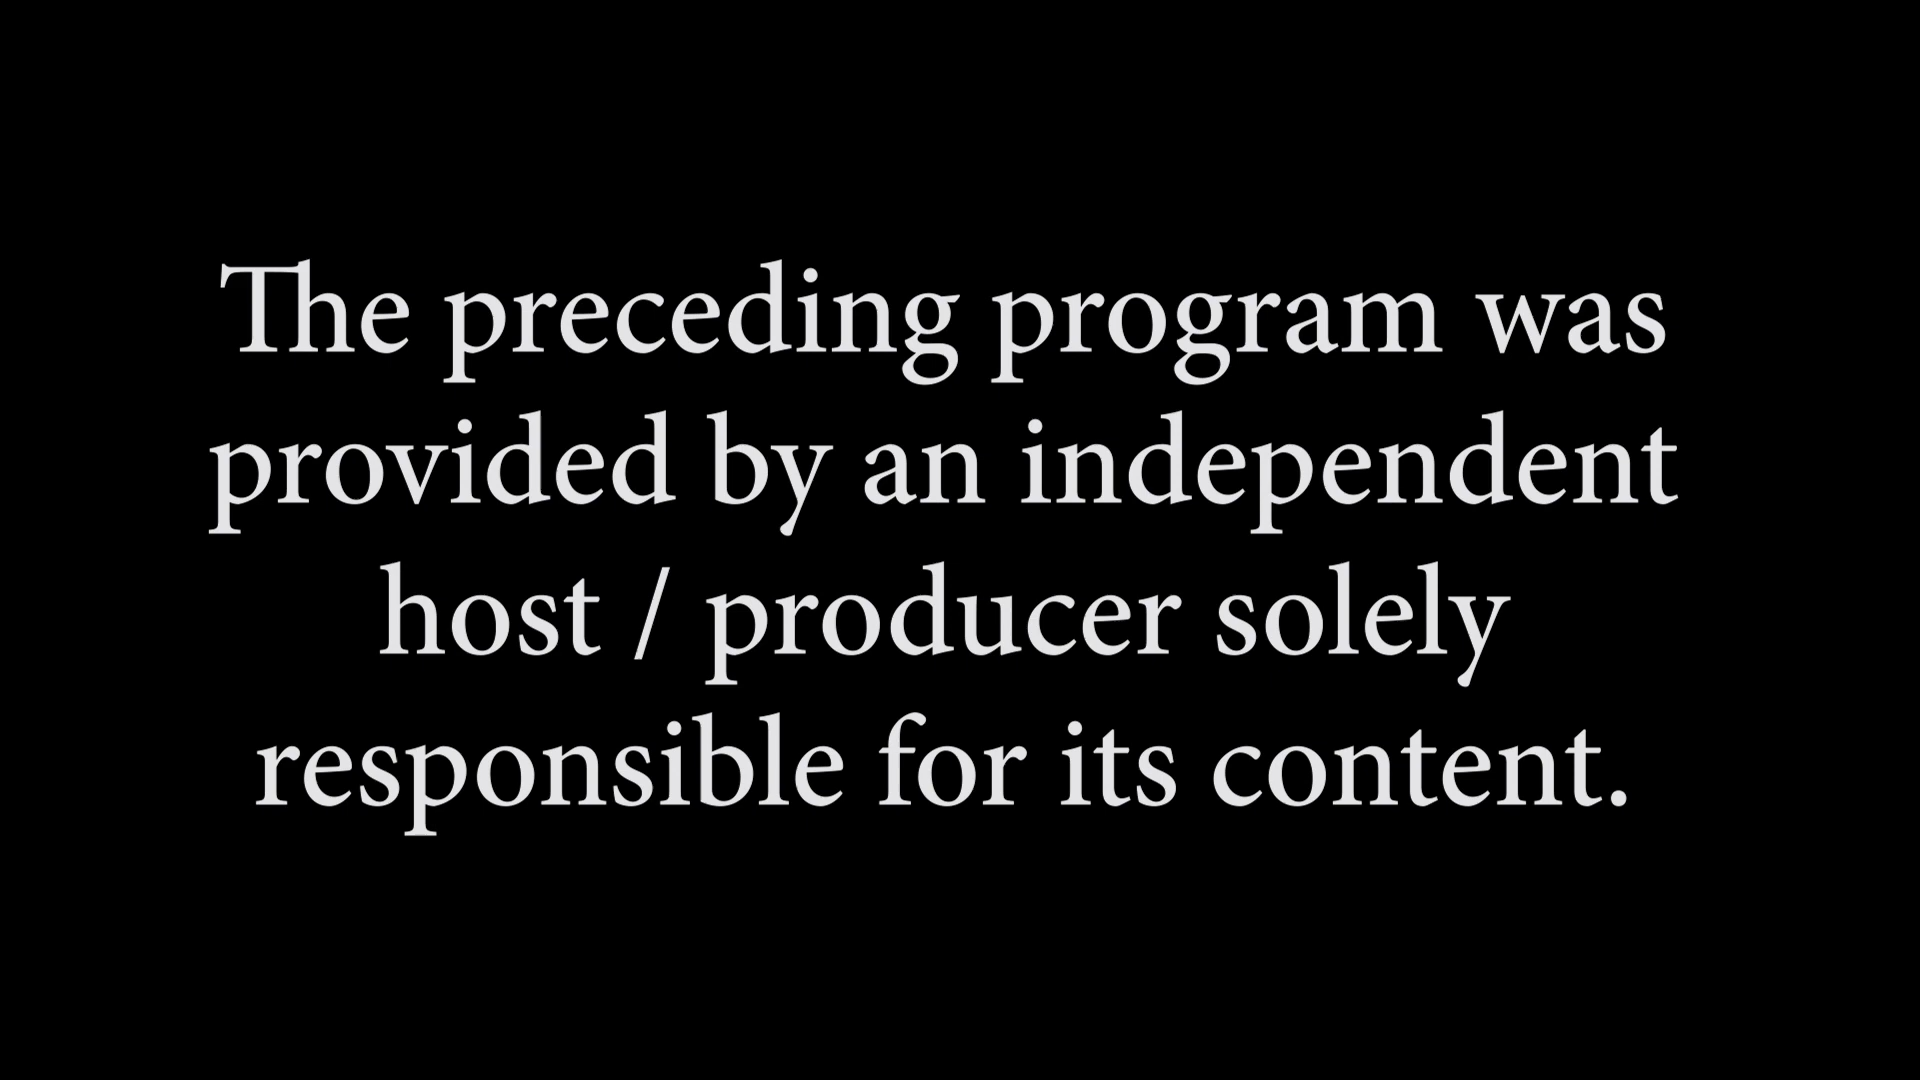 The preceding program was
provided by an independent
host / producer solely
responsible for its content.